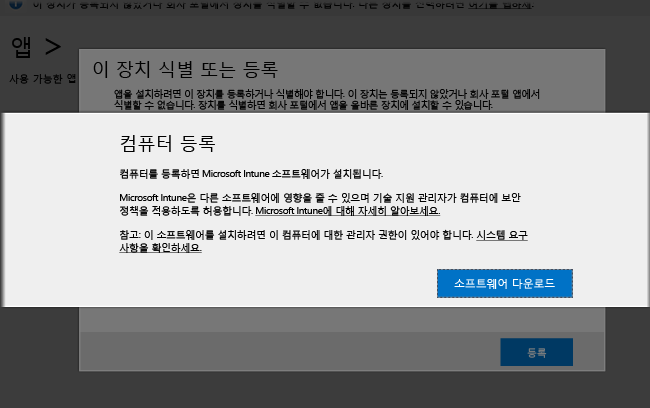 이 장치가 등록되지 않았거나 회사 포털에서 장치를 식별할 수 없습니다. 다른 장치를 선택하려면 여기를 탭하세요.
앱 >
사용 가능한 앱
이 장치 식별 또는 등록
앱을 설치하려면 이 장치를 등록하거나 식별해야 합니다. 이 장치는 등록되지 않았거나 회사 포털 앱에서
식별할 수 없습니다. 장치를 식별하면 회사 포털에서 앱을 올바른 장치에 설치할 수 있습니다.
컴퓨터 등록
컴퓨터를 등록하면 Microsoft Intune 소프트웨어가 설치됩니다.
Microsoft Intune은 다른 소프트웨어에 영향을 줄 수 있으며 기술 지원 관리자가 컴퓨터에 보안
정책을 적용하도록 허용합니다. Microsoft Intune에 대해 자세히 알아보세요.
참고: 이 소프트웨어를 설치하려면 이 컴퓨터에 대한 관리자 권한이 있어야 합니다. 시스템 요구
사항을 확인하세요.
소프트웨어 다운로드
등록